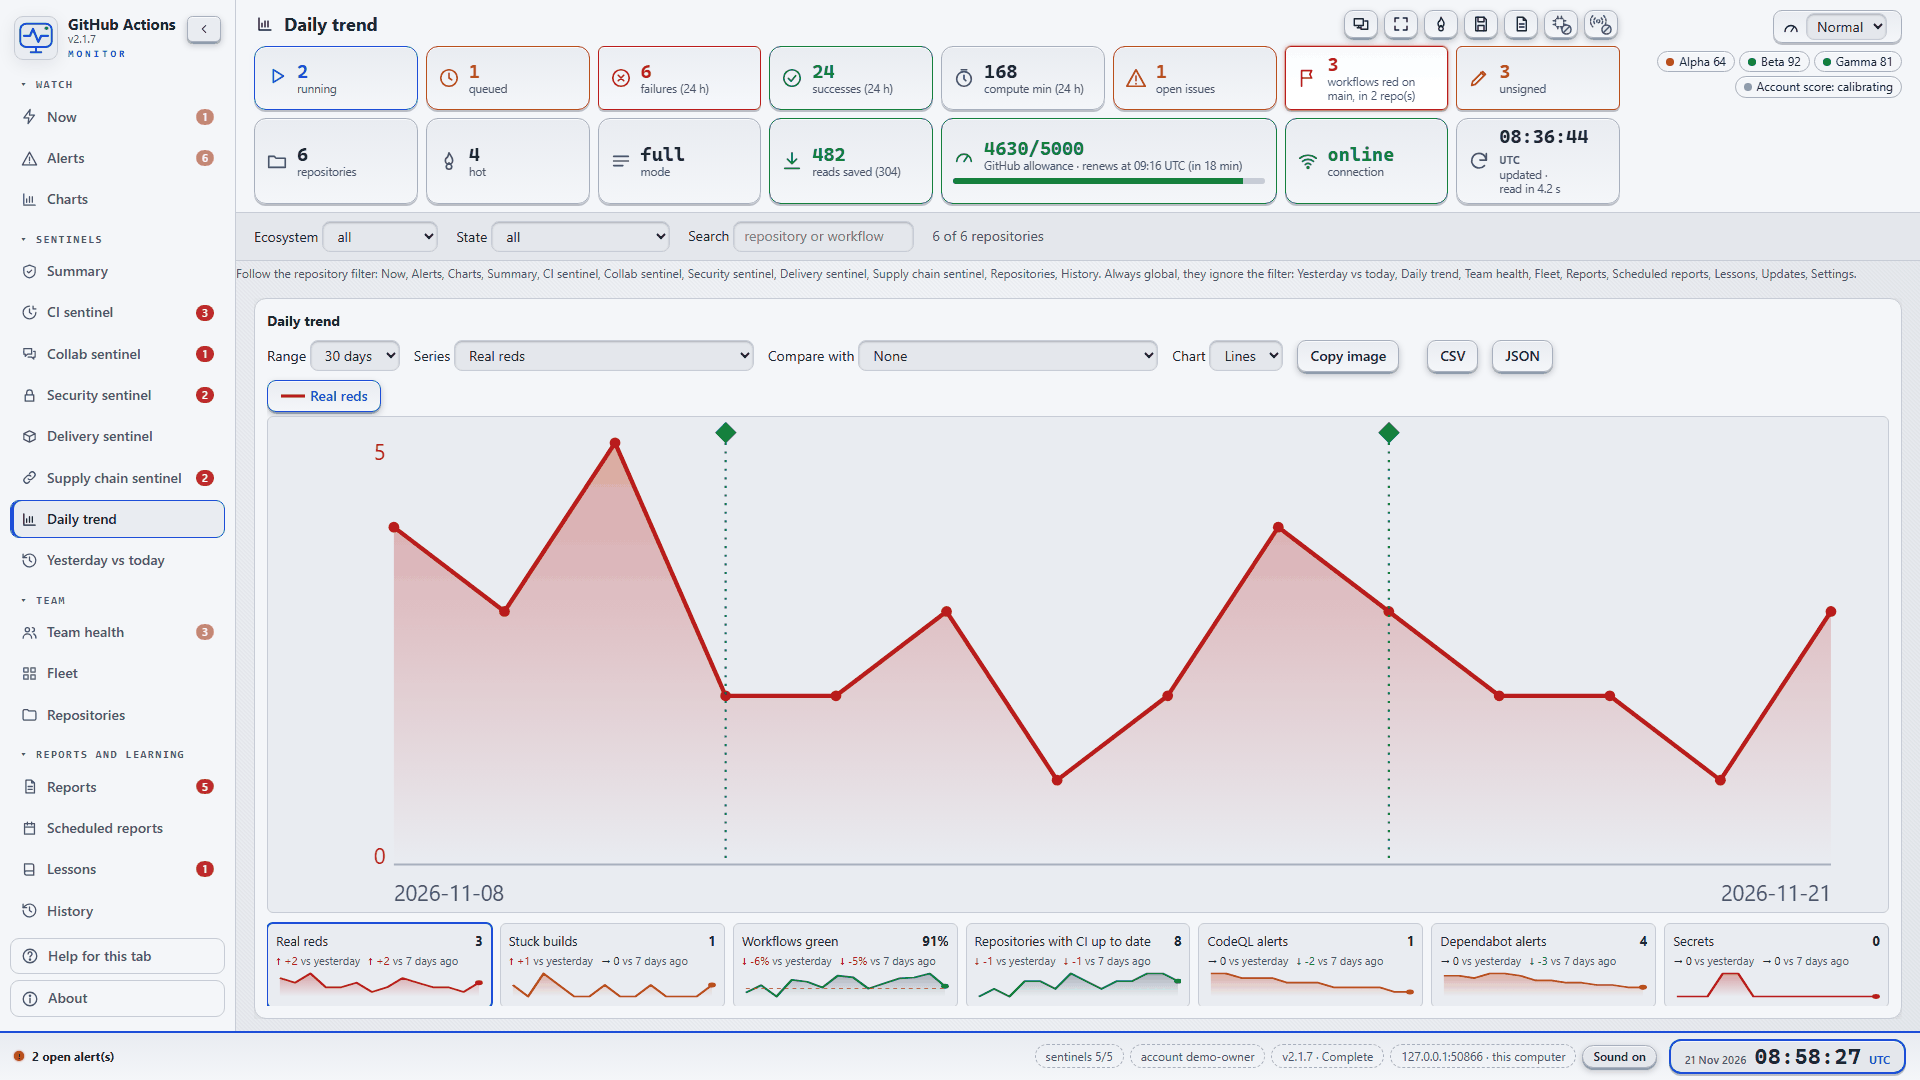 GitHub Actions
v2.1.7
MONITOR
WATCH
Now 1
Alerts 6
Charts
SENTINELS
Summary
CI sentinel 3
Collab sentinel 1
Security sentinel 2
Delivery sentinel
Supply chain sentinel 2
Daily trend
Yesterday vs today
TEAM
Team health 3
Fleet
Repositories
REPORTS AND LEARNING
Reports 5
Scheduled reports
Lessons 1
History
Help for this tab
About
Daily trend
Normal
2
running
1
queued
6
failures (24 h)
24
successes (24 h)
168
compute min (24 h)
1
open issues
3
workflows red on
main, in 2 repo(s)
3
unsigned
Alpha 64
Beta 92
Gamma 81
Account score: calibrating
6
repositories
4
hot
full
mode
482
reads saved (304)
4630/5000
GitHub allowance · renews at 09:16 UTC (in 18 min)
online
connection
08:36:44
UTC
updated ·
read in 4.2 s
Ecosystem all State all Search repository or workflow 6 of 6 repositories
Follow the repository filter: Now, Alerts, Charts, Summary, CI sentinel, Collab sentinel, Security sentinel, Delivery sentinel, Supply chain sentinel, Repositories, History. Always global, they ignore the filter: Yesterday vs today, Daily trend, Team health, Fleet, Reports, Scheduled reports, Lessons, Updates, Settings.
Daily trend
Range 30 days Series Real reds Compare with None Chart Lines Copy image CSV JSON
Real reds
5
0
2026-11-08
2026-11-21
Real reds 3
↑ +2 vs yesterday ↑ +2 vs 7 days ago
Stuck builds 1
↑ +1 vs yesterday → 0 vs 7 days ago
Workflows green 91%
↓ -6% vs yesterday ↓ -5% vs 7 days ago
Repositories with CI up to date 8
↓ -1 vs yesterday ↓ -1 vs 7 days ago
CodeQL alerts 1
→ 0 vs yesterday ↓ -2 vs 7 days ago
Dependabot alerts 4
→ 0 vs yesterday ↓ -3 vs 7 days ago
Secrets 0
→ 0 vs yesterday → 0 vs 7 days ago
2 open alert(s)
sentinels 5/5
account demo-owner
v2.1.7 · Complete
127.0.0.1:50866 · this computer
Sound on
21 Nov 2026 08:58:27 UTC